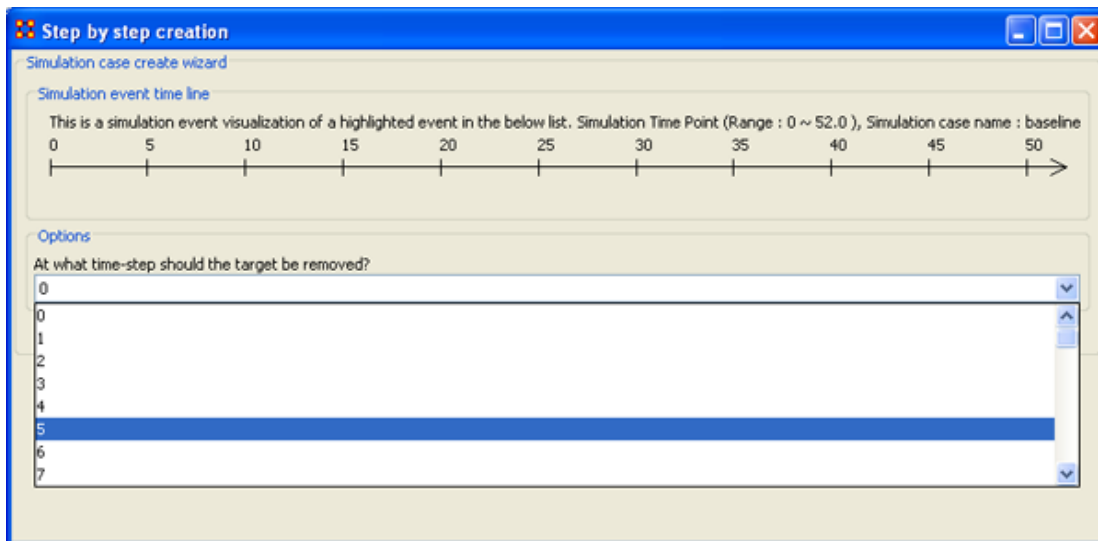 Step by step creation
Simulation case create wizard
Simulation event time line
This is a simulation event visualization of a highlighted event in the below list. Simulation Time Point (Range : 0 ~ 52.0 ), Simulation case name : baseline
0 5 10 15 20 25 30 35 40 45 50
Options
At what time-step should the target be removed?
0
0
1
2
3
4
5
6
7